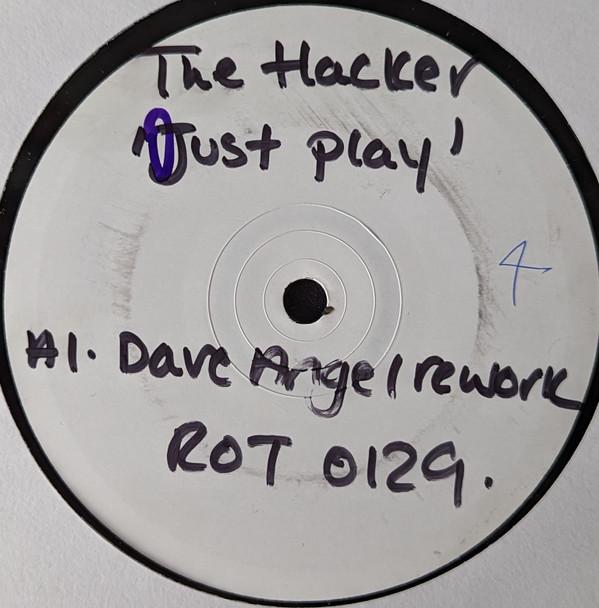 The Hacker
'Just play'
4
A1. Dave Angel rework
ROT 0129.